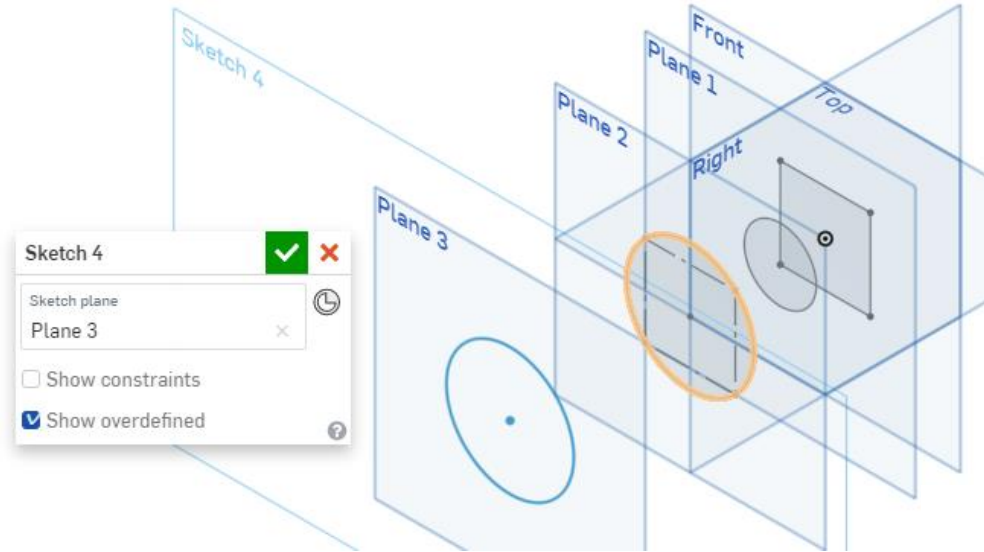 Sketch 4
Front
Plane 1
Top
Plane 2
Right
Plane 3
Sketch 4
Sketch plane
Plane 3
Show constraints
Show overdefined